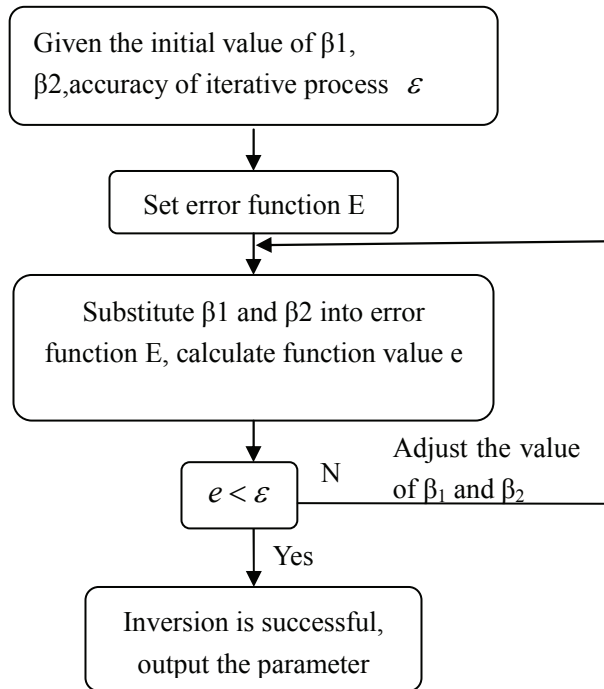 Given the initial value of β1,
β2,accuracy of iterative process ε
Set error function E
Substitute β1 and β2 into error
function E, calculate function value e
e < ε
N
Adjust the value
of β₁ and β₂
Yes
Inversion is successful,
output the parameter